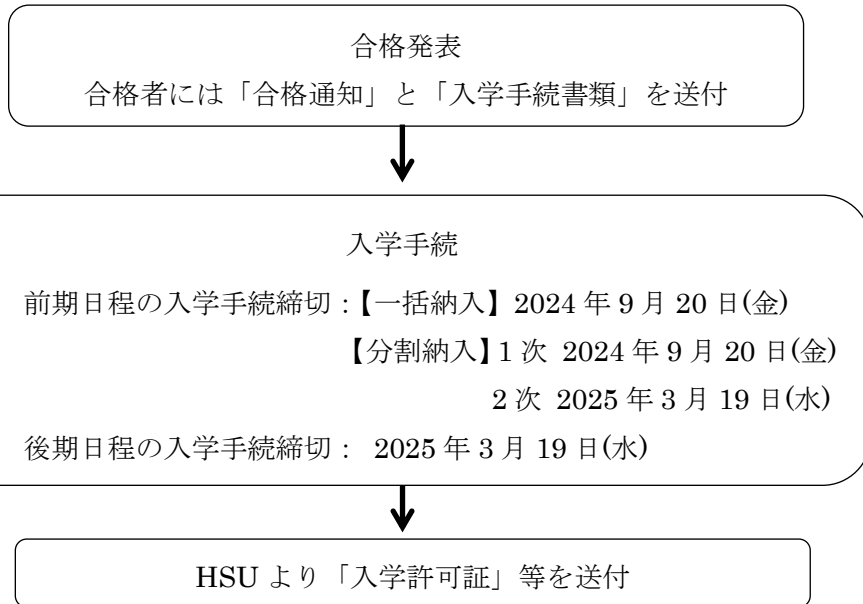 合格発表
合格者には「合格通知」と「入学手続書類」を送付
入学手続
前期日程の入学手続締切：【一括納入】 2024 年 9 月 20 日(金)
【分割納入】1 次 2024 年 9 月 20 日(金)
2 次 2025 年 3 月 19 日(水)
後期日程の入学手続締切： 2025 年 3 月 19 日(水)
HSU より「入学許可証」等を送付